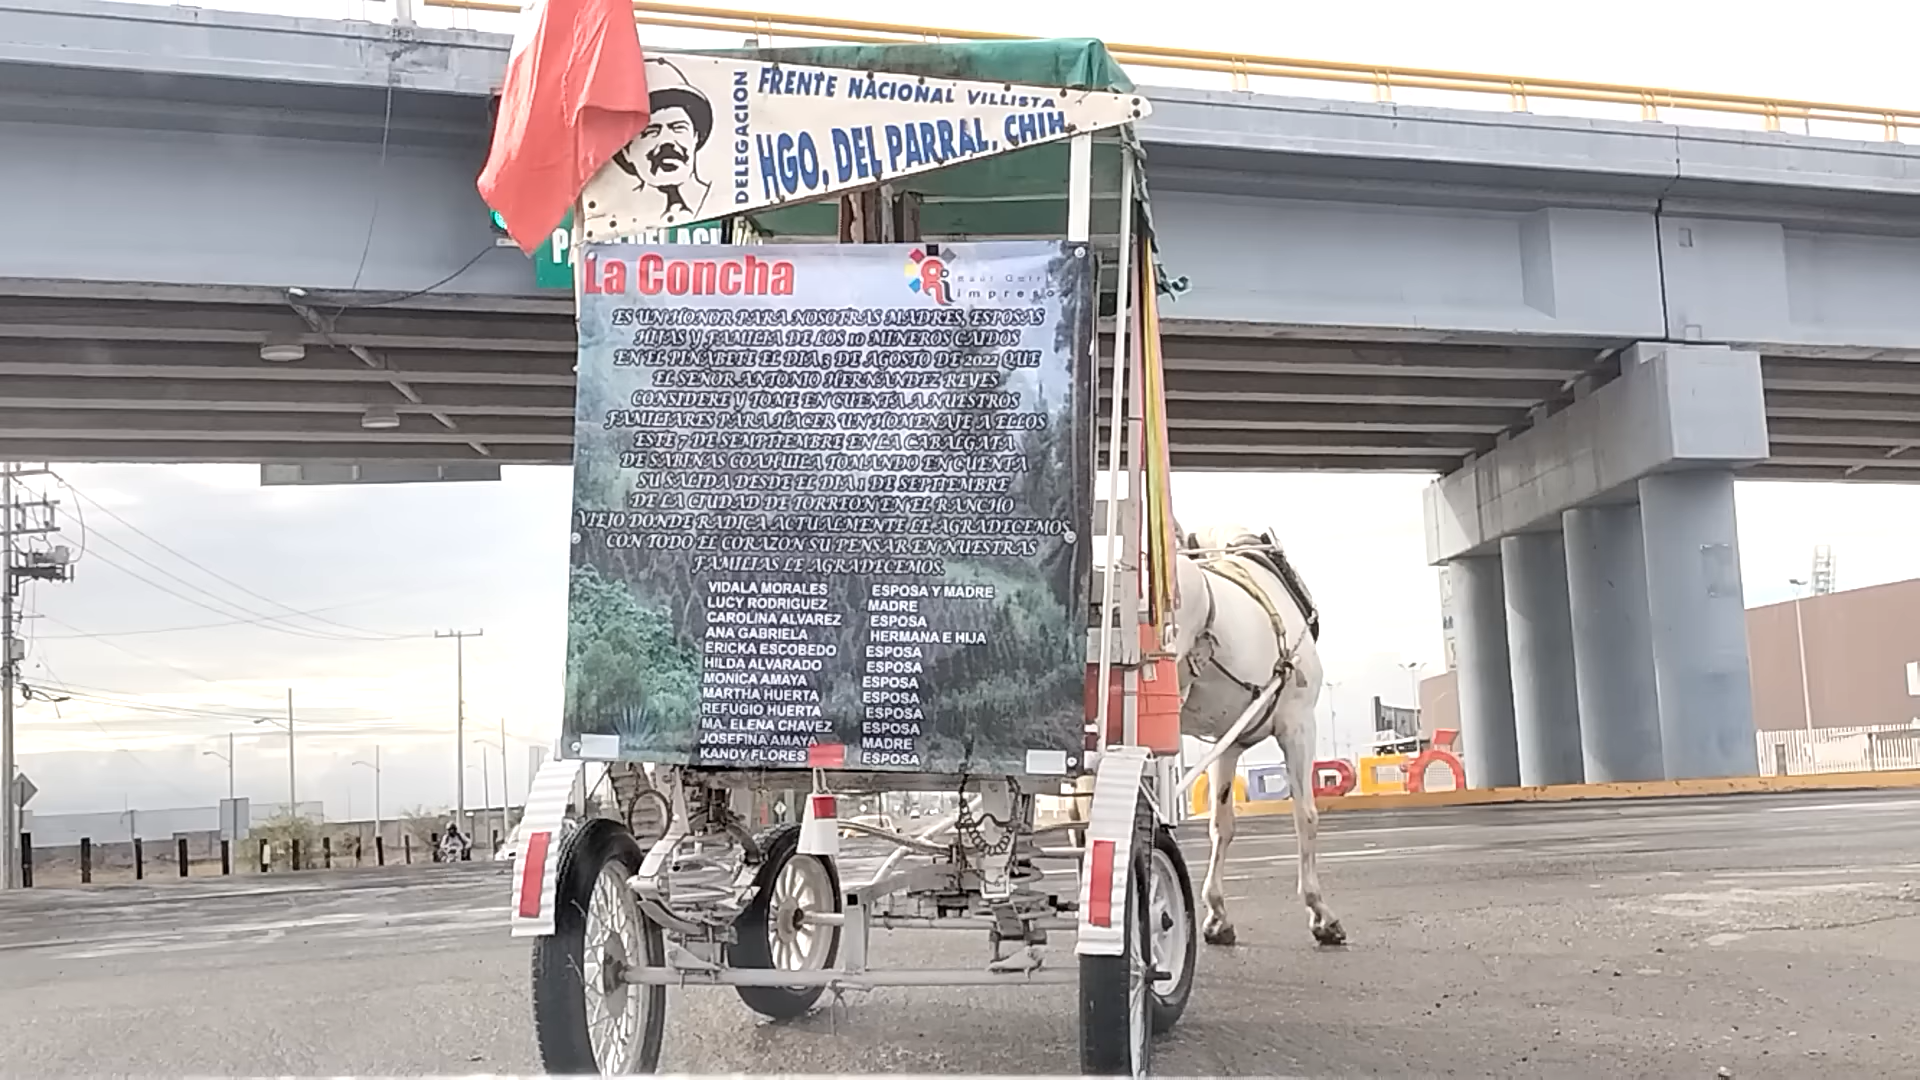 DELEGACION
FRENTE NACIONAL VILLISTA
HGO. DEL PARRAL, CHIH.
La Concha
impreso
ES UN HONOR PARA NOSOTRAS MADRES, ESPOSAS
HIJAS Y FAMILIA DE LOS 10 MINEROS CAIDOS
EN EL PINABETE EL DIA 3 DE AGOSTO DE 2022 QUE
EL SEÑOR ANTONIO HERNANDEZ REYES
CONSIDERE Y TOME EN CUENTA A NUESTROS
FAMILIARES PARA HACER UN HOMENAJE A ELLOS
ESTE 7 DE SEMPTIEMBRE EN LA CABALGATA
DE SABINAS COAHUILA TOMANDO EN CUENTA
SU SALIDA DESDE EL DIA 1 DE SEPTIEMBRE
DE LA CIUDAD DE TORREÓN EN EL RANCHO
VIEJO DONDE RADICA ACTUALMENTE LE AGRADECEMOS
CON TODO EL CORAZON SU PENSAR EN NUESTRAS
FAMILIAS LE AGRADECEMOS.
VIDALA MORALES ESPOSA Y MADRE
LUCY RODRIGUEZ MADRE
CAROLINA ALVAREZ ESPOSA
ANA GABRIELA HERMANA E HIJA
ERICKA ESCOBEDO ESPOSA
HILDA ALVARADO ESPOSA
MONICA AMAYA ESPOSA
MARTHA HUERTA ESPOSA
REFUGIO HUERTA ESPOSA
MA. ELENA CHAVEZ ESPOSA
JOSEFINA AMAYA MADRE
KANDY FLORES ESPOSA